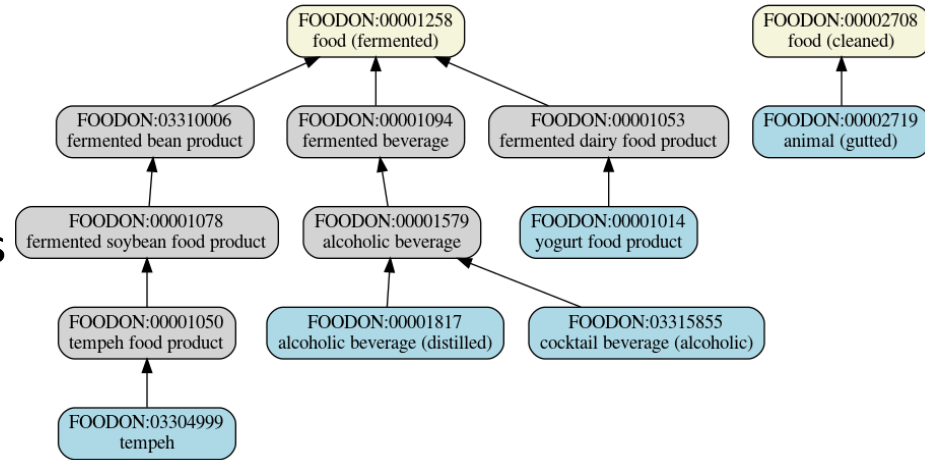 FOODON:00001258
food (fermented)
FOODON:00002708
food (cleaned)
FOODON:03310006
fermented bean product
FOODON:00001094
fermented beverage
FOODON:00001053
fermented dairy food product
FOODON:00002719
animal (gutted)
FOODON:00001078
fermented soybean food product
FOODON:00001579
alcoholic beverage
FOODON:00001014
yogurt food product
s
FOODON:00001050
tempeh food product
FOODON:00001817
alcoholic beverage (distilled)
FOODON:03315855
cocktail beverage (alcoholic)
FOODON:03304999
tempeh